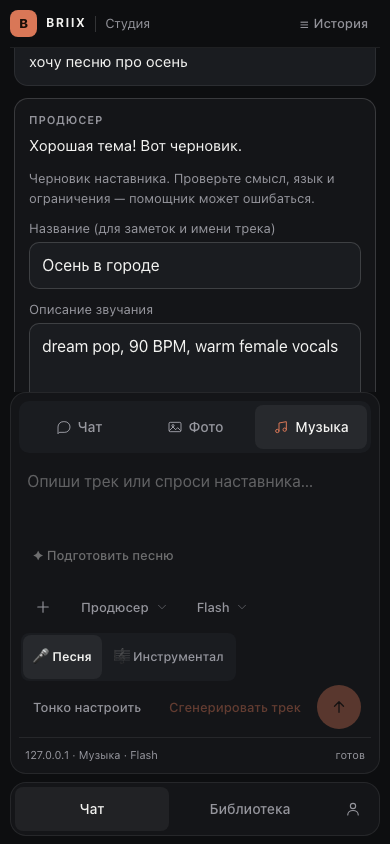 B BRIIX Студия ≡ История
хочу песню про осень
ПРОДЮСЕР
Хорошая тема! Вот черновик.
Черновик наставника. Проверьте смысл, язык и
ограничения — помощник может ошибаться.
Название (для заметок и имени трека)
Осень в городе
Описание звучания
dream pop, 90 BPM, warm female vocals
Чат Фото Музыка
Опиши трек или спроси наставника...
Подготовить песню
Продюсер Flash
Песня Инструментал
Тонко настроить Сгенерировать трек
127.0.0.1 · Музыка · Flash готов
Чат Библиотека